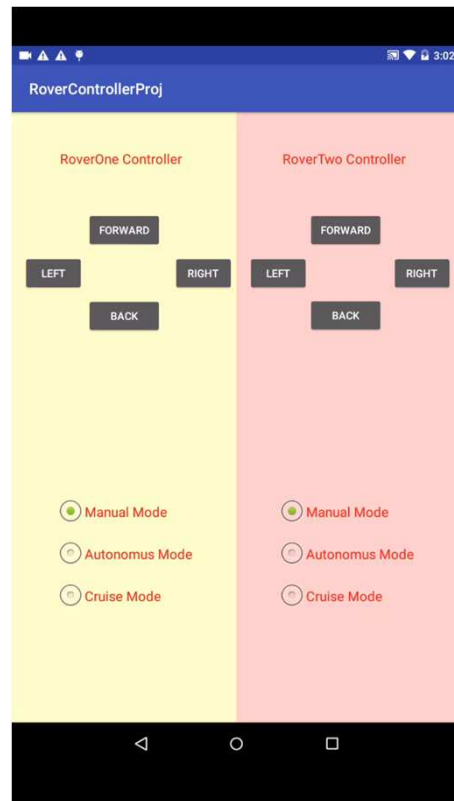 3:02
RoverControllerProj
RoverOne Controller
FORWARD
LEFT
RIGHT
BACK
Manual Mode
Autonomus Mode
Cruise Mode
RoverTwo Controller
FORWARD
LEFT
RIGHT
BACK
Manual Mode
Autonomus Mode
Cruise Mode